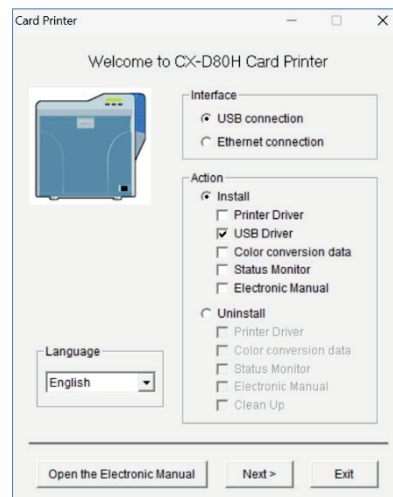 Card Printer
Welcome to CX-D80H Card Printer
Interface
USB connection
Ethernet connection
Action
Install
Printer Driver
USB Driver
Color conversion data
Status Monitor
Electronic Manual
Uninstall
Printer Driver
Color conversion data
Status Monitor
Electronic Manual
Clean Up
Language
English
Open the Electronic Manual
Next >
Exit